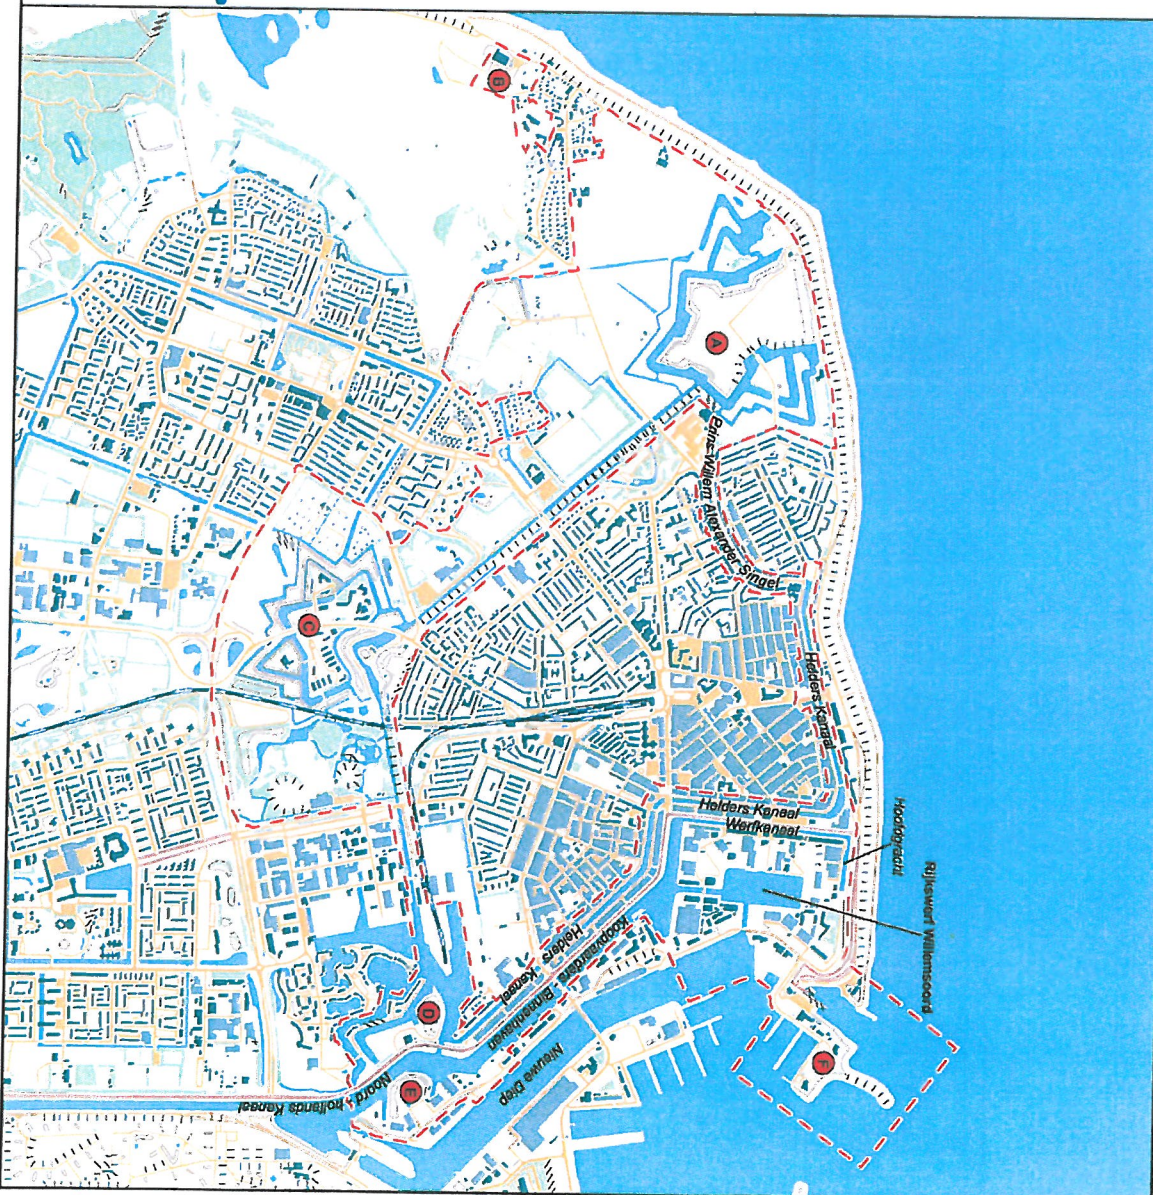 B
A
Prins Willem Alexander Singel
C
Helders Kanaal
Helders Kanaal
Werfkanaal
Hoofdgracht
Rijkswerf Willemsoord
Helders Kanaal
Koopvaarders - Binnenhaven
D
Nieuwe Diep
F
E
Noord - hollands Kanaal